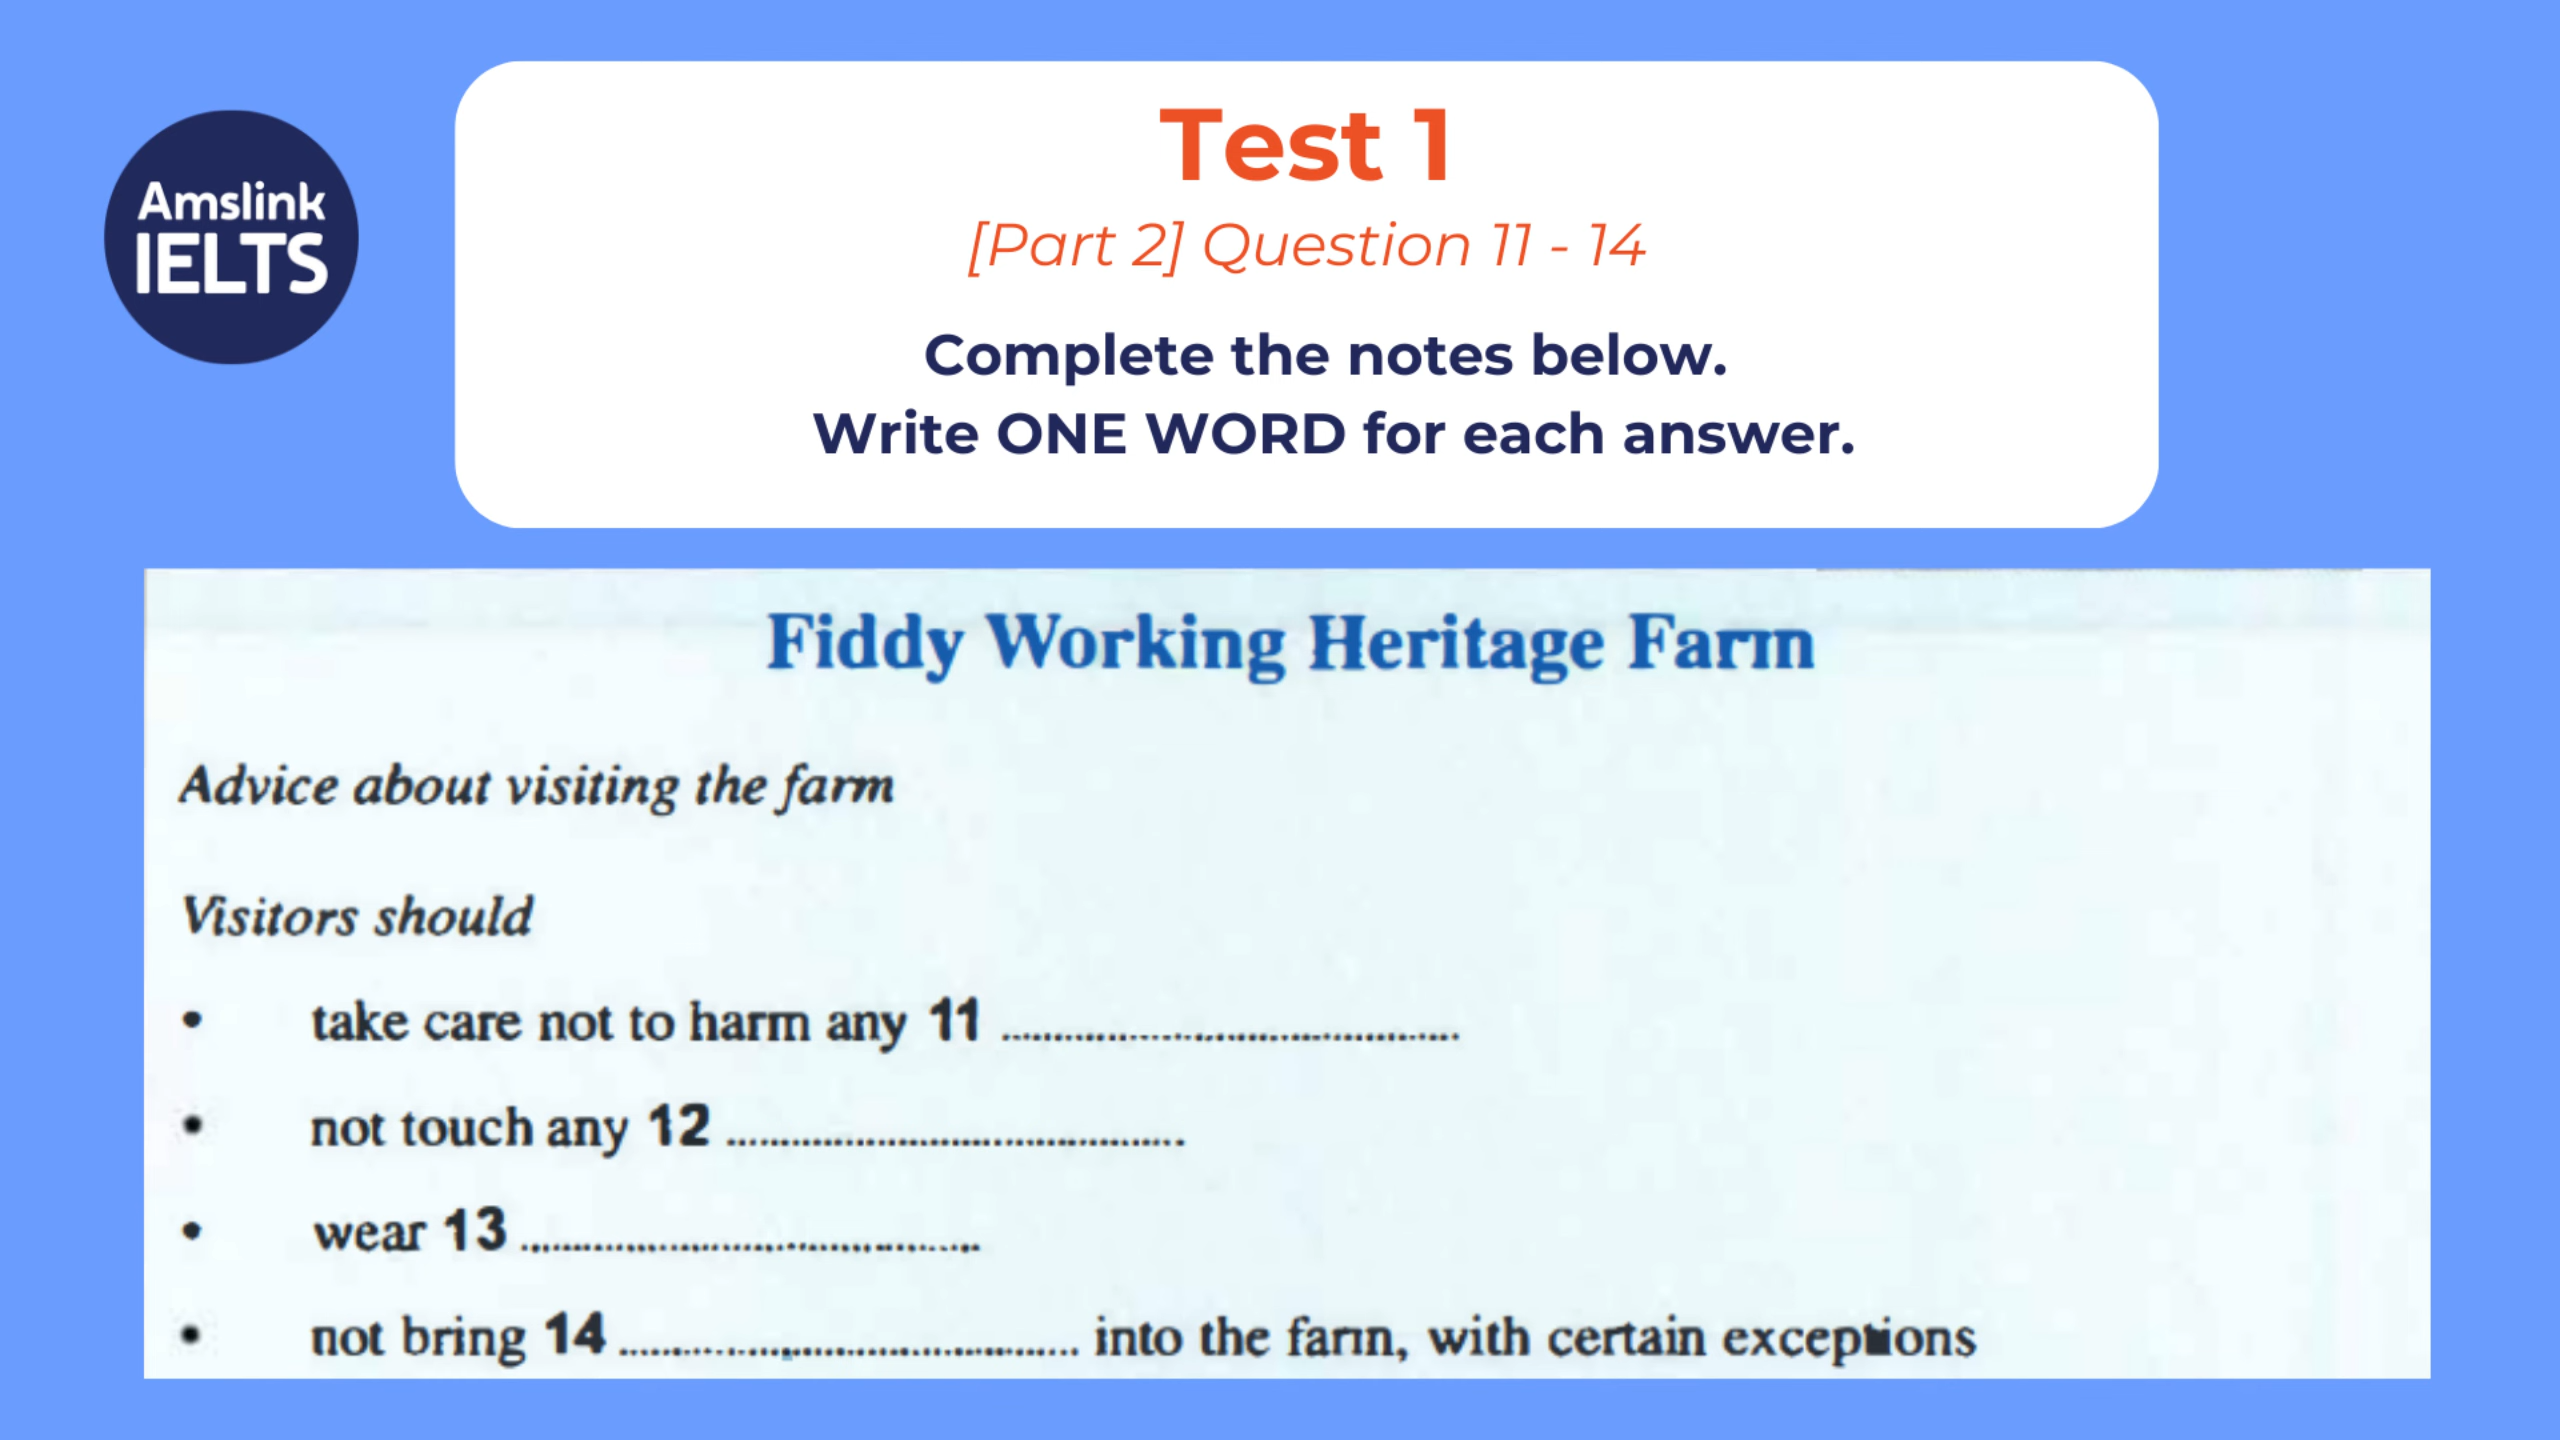 Amslink
IELTS
Test 1
[Part 2] Question 11 - 14
Complete the notes below.
Write ONE WORD for each answer.
Fiddy Working Heritage Farm
Advice about visiting the farm
Visitors should
• take care not to harm any 11 ....................
• not touch any 12 ....................
• wear 13 ....................
• not bring 14 .................... into the farm, with certain exceptions